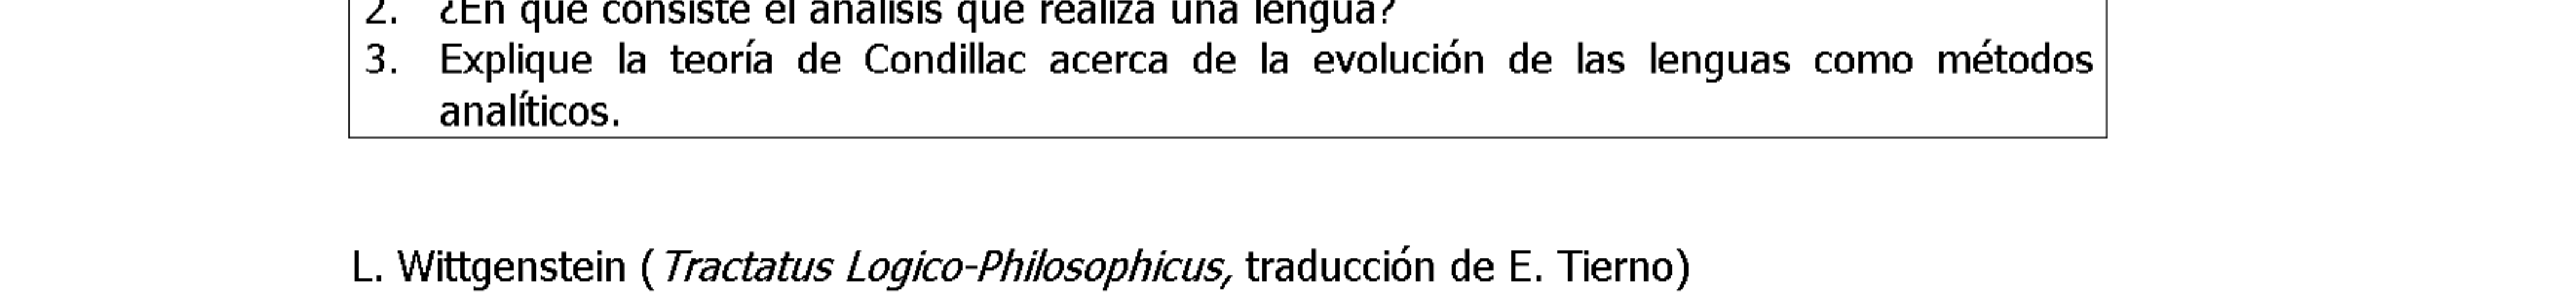 2. ¿En qué consiste el análisis que realiza una lengua?
3. Explique la teoría de Condillac acerca de la evolución de las lenguas como métodos
analíticos.
L. Wittgenstein (Tractatus Logico-Philosophicus, traducción de E. Tierno)